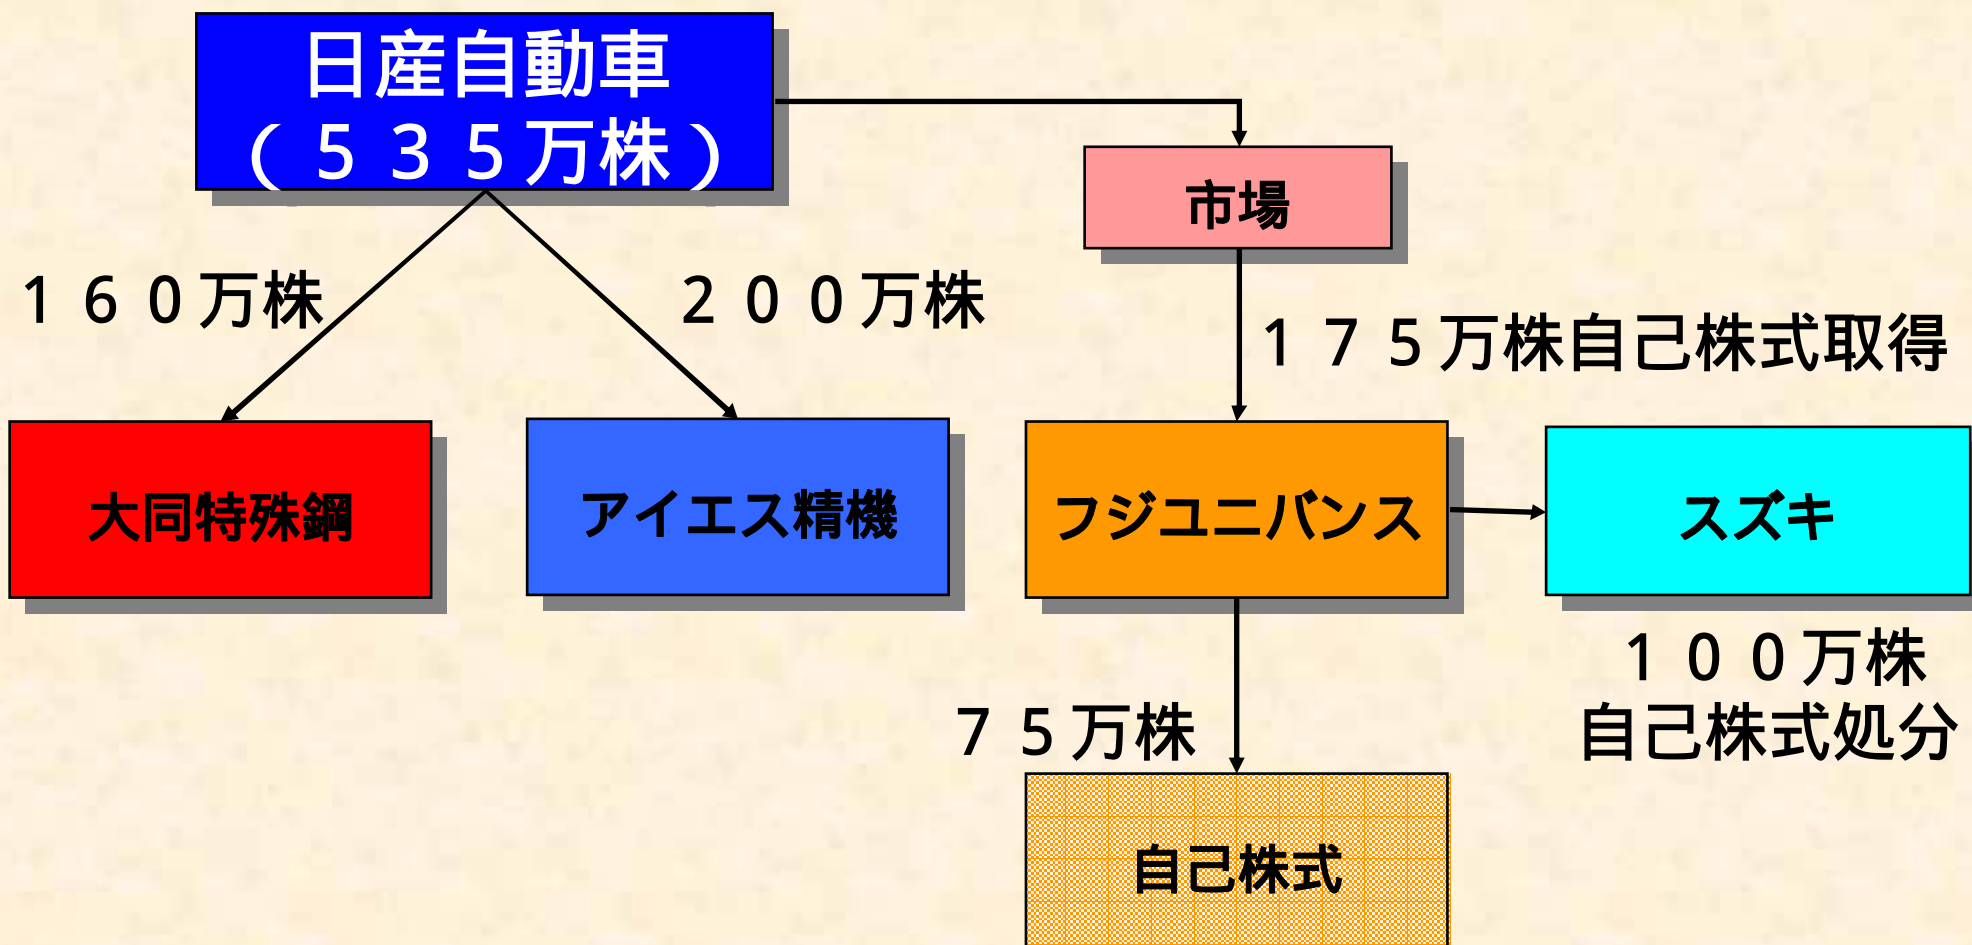 日産自動車
（５３５万株）
市場
１６０万株
２００万株
１７５万株自己株式取得
大同特殊鋼
アイエス精機
フジユニバンス
スズキ
１００万株
自己株式処分
７５万株
自己株式